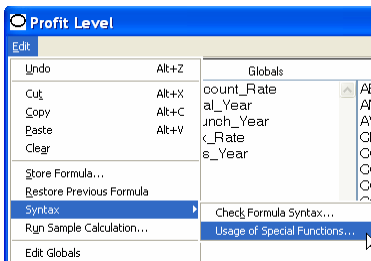 Profit Level
Edit
Undo Alt+Z
Cut Alt+X
Copy Alt+C
Paste Alt+V
Clear
Store Formula...
Restore Previous Formula
Syntax
Run Sample Calculation...
Edit Globals
Globals
count_Rate
al_Year
unch_Year
_Rate
s_Year
Check Formula Syntax...
Usage of Special Functions...